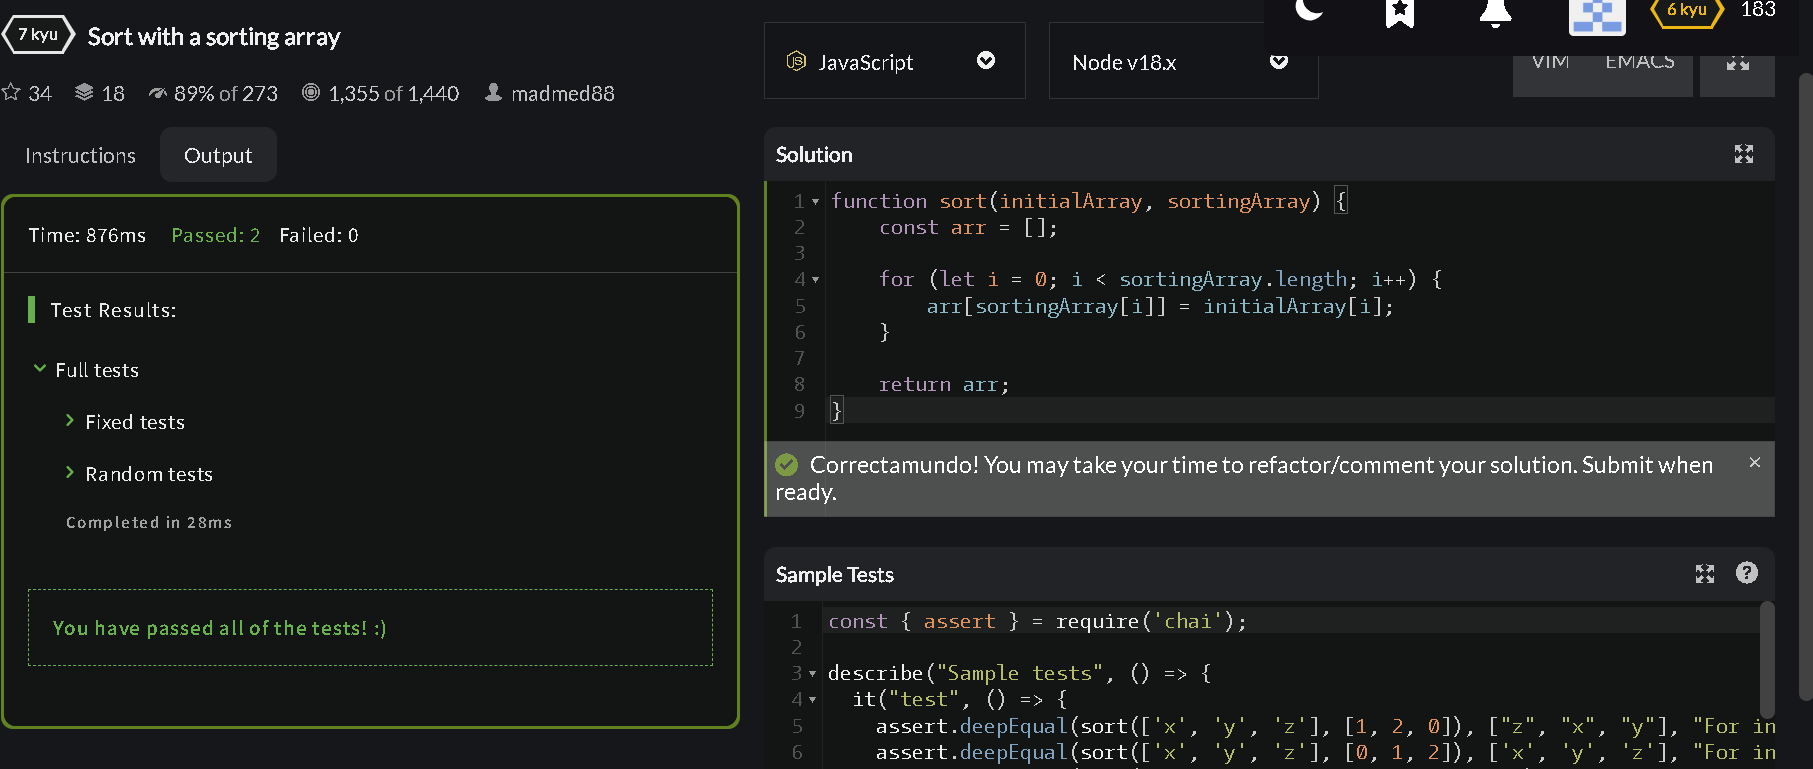 7 kyu Sort with a sorting array
34 18 89% of 273 1,355 of 1,440 madmed88
Instructions Output
Time: 876ms Passed: 2 Failed: 0
Test Results:
Full tests
Fixed tests
Random tests
Completed in 28ms
You have passed all of the tests! :)
6 kyu 183
JS JavaScript Node v18.x VIM EMACS
Solution
1 function sort(initialArray, sortingArray) {
2 const arr = [];
3
4 for (let i = 0; i < sortingArray.length; i++) {
5 arr[sortingArray[i]] = initialArray[i];
6 }
7
8 return arr;
9 }
Correctamundo! You may take your time to refactor/comment your solution. Submit when
ready.
Sample Tests
1 const { assert } = require('chai');
2
3 describe("Sample tests", () => {
4 it("test", () => {
5 assert.deepEqual(sort(['x', 'y', 'z'], [1, 2, 0]), ["z", "x", "y"], "For in
6 assert.deepEqual(sort(['x', 'y', 'z'], [0, 1, 2]), ['x', 'y', 'z'], "For in